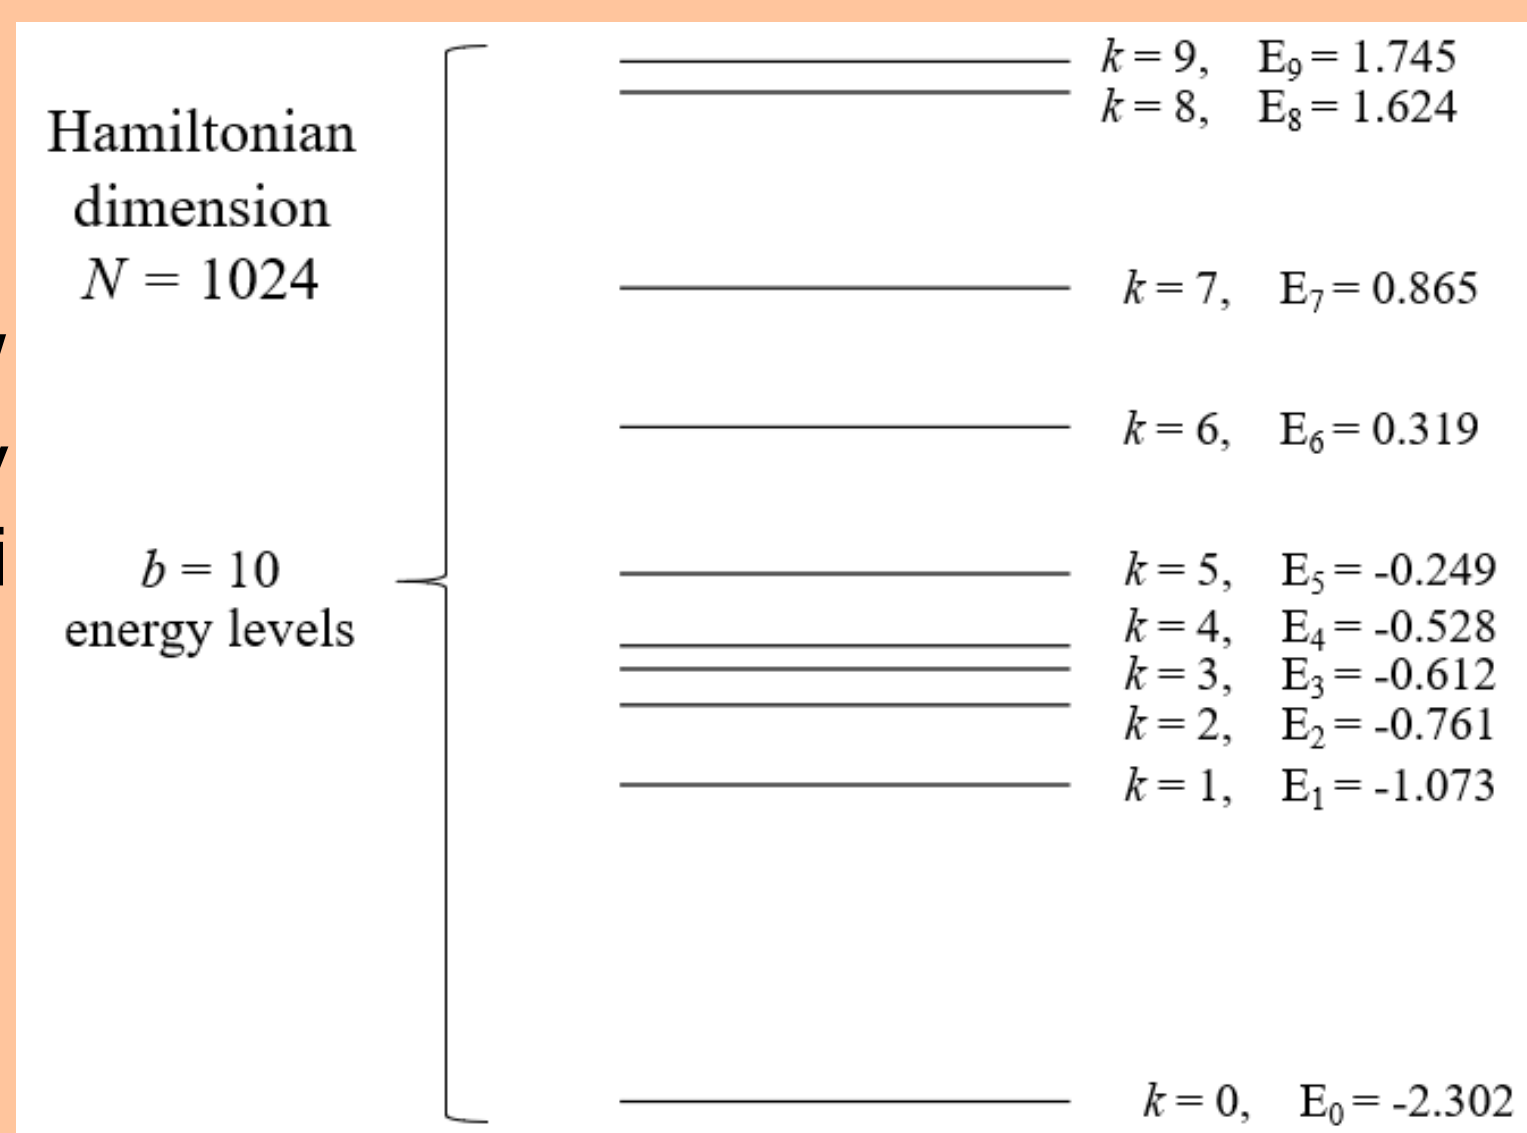 Hamiltonian
dimension
N = 1024
b = 10
energy levels
k = 9, E₉ = 1.745
k = 8, E₈ = 1.624
k = 7, E₇ = 0.865
k = 6, E₆ = 0.319
k = 5, E₅ = -0.249
k = 4, E₄ = -0.528
k = 3, E₃ = -0.612
k = 2, E₂ = -0.761
k = 1, E₁ = -1.073
k = 0, E₀ = -2.302